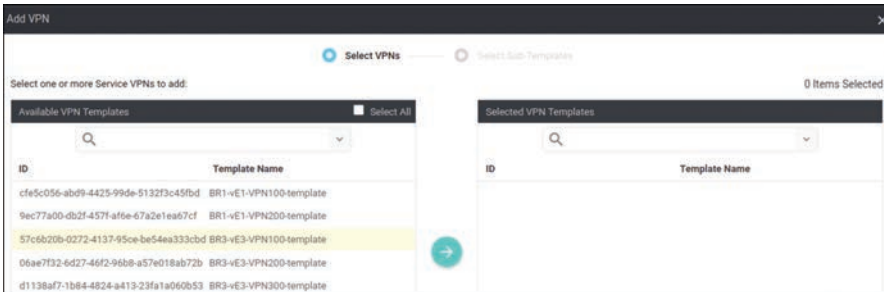 Add VPN
Select VPNs Select Sub-Templates
Select one or more Service VPNs to add: 0 Items Selected
Available VPN Templates Select All Selected VPN Templates
ID Template Name ID Template Name
cfe5c056-abd9-4425-99de-5132f3c45fbd BR1-vE1-VPN100-template
9ec77a00-db2f-457f-af6e-67a2e1ea67cf BR1-vE1-VPN200-template
57c6b20b-0272-4137-95ce-be54ea333cbd BR3-vE3-VPN100-template
06ae7f32-6d27-46f2-96b8-a57e018ab72b BR3-vE3-VPN200-template
d1138af7-1b84-4824-a413-23fa1a060b53 BR3-vE3-VPN300-template